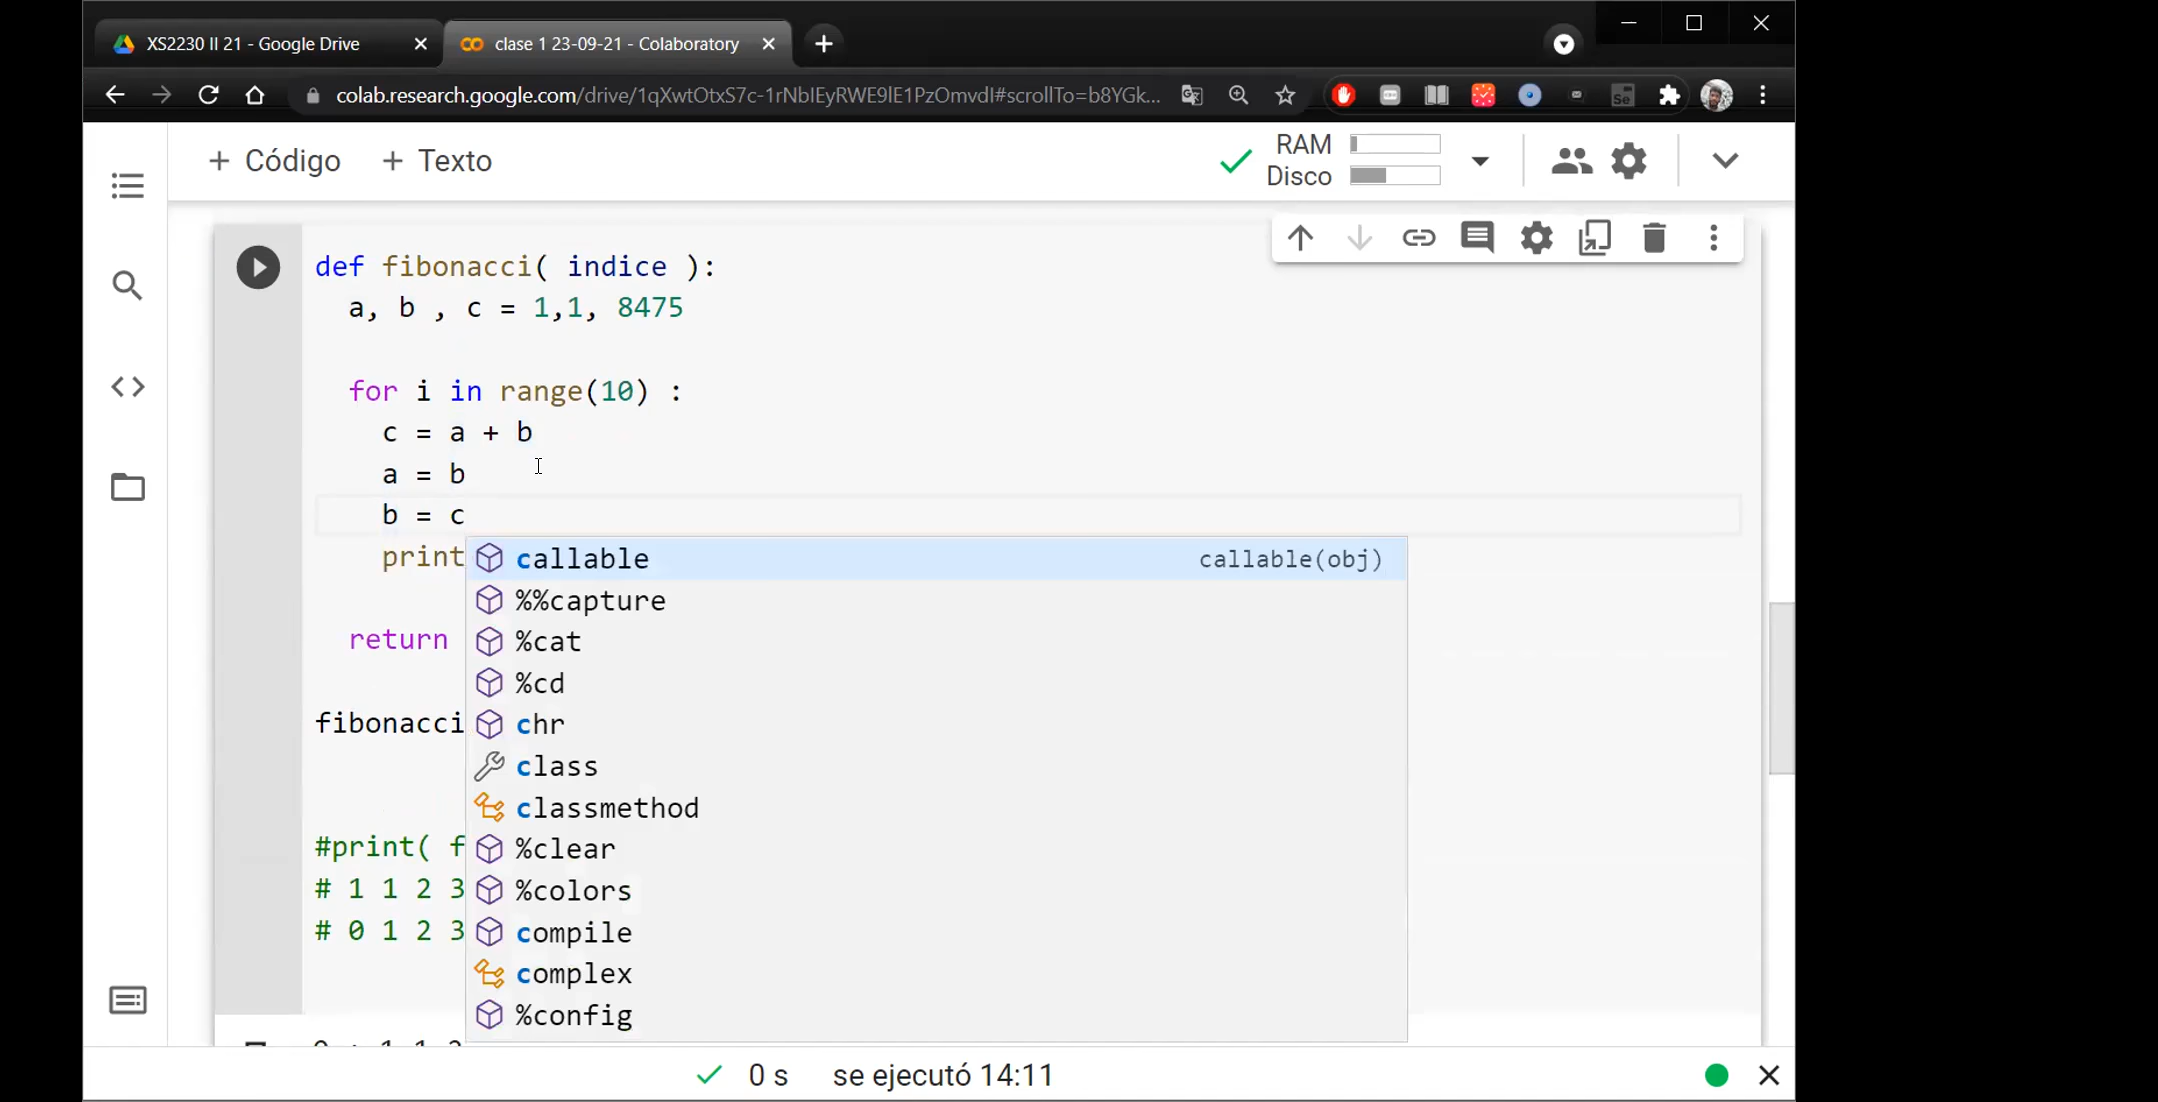 XS2230 II 21 - Google Drive
clase 1 23-09-21 - Colaboratory
colab.research.google.com/drive/1qXwtOtxS7c-1rNbIEyRWE9lE1PzOmvdI#scrollTo=b8YGk...
+ Código + Texto
RAM
Disco
def fibonacci( indice ):
a, b , c = 1,1, 8475
for i in range(10) :
c = a + b
a = b
b = c
print
callable callable(obj)
%%capture
%cat
return
%cd
fibonacci
chr
class
classmethod
#print( f
%clear
# 1 1 2 3
%colors
# 0 1 2 3
compile
complex
%config
0 s se ejecutó 14:11